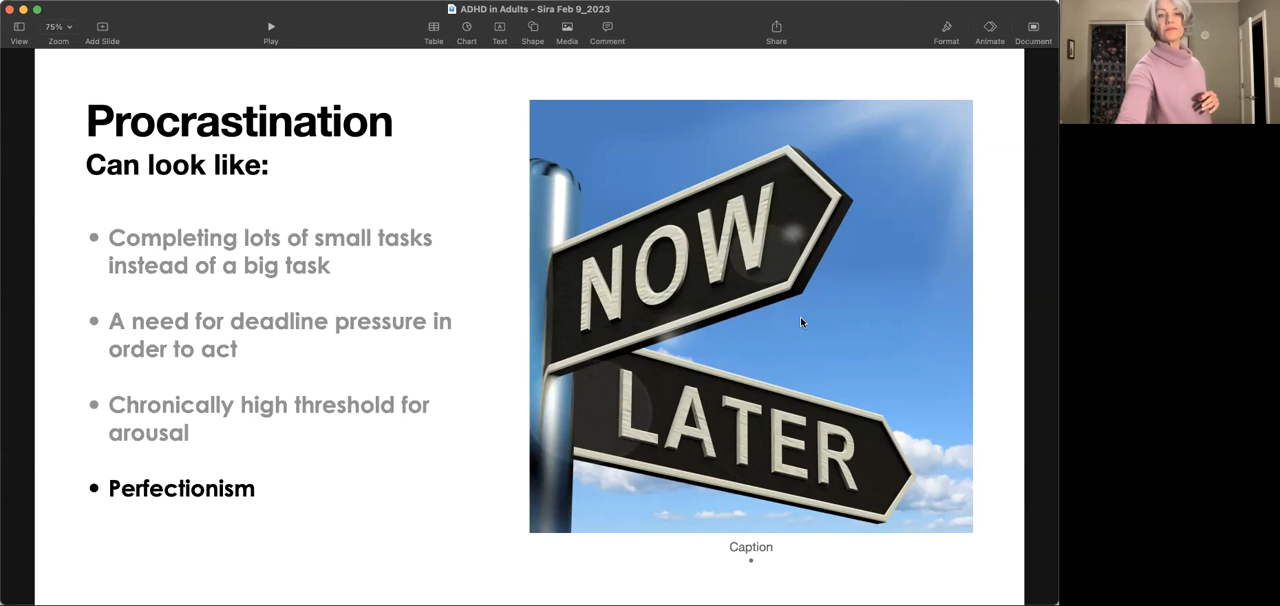 ADHD in Adults - Sira Feb 9_2023
75%
View
Zoom
Add Slide
Play
Table
Chart
Text
Shape
Media
Comment
Share
Format
Animate
Document
Procrastination
Can look like:
• Completing lots of small tasks
instead of a big task
• A need for deadline pressure in
order to act
• Chronically high threshold for
arousal
• Perfectionism
NOW
LATER
Caption